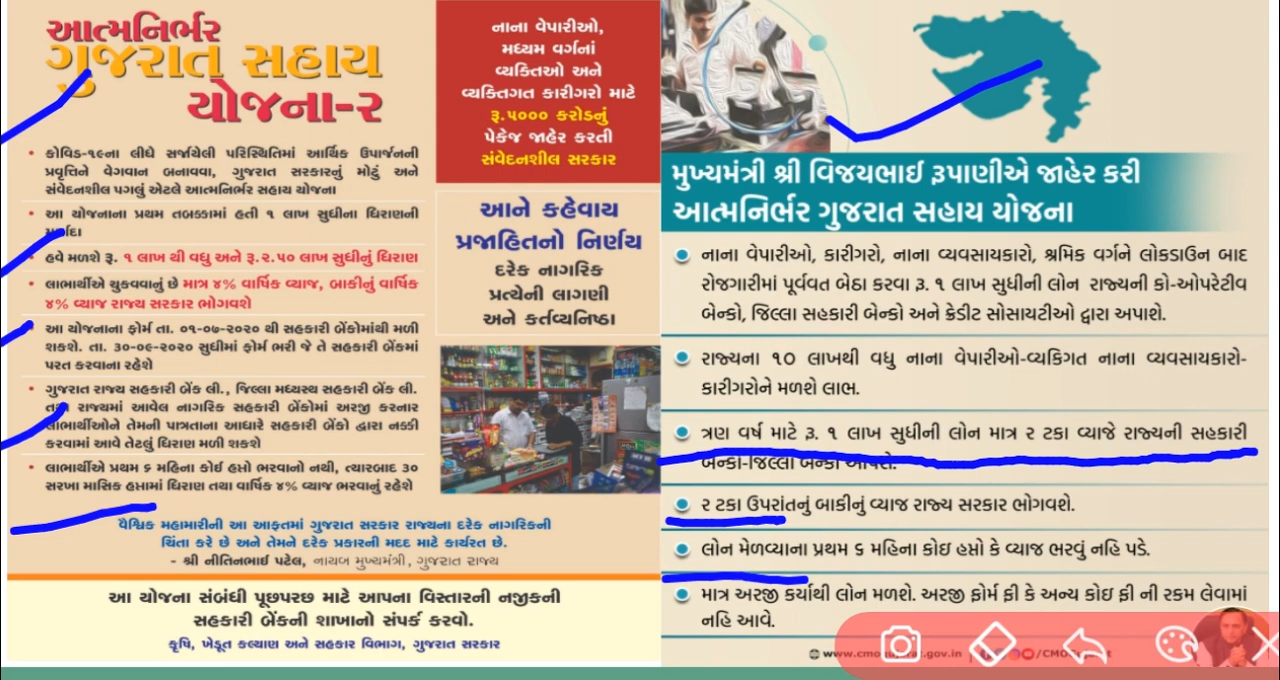 આત્મનિર્ભર
ગુજરાત સહાય
યોજના-૨
• કોવિડ-૧૯ના લીધે સર્જાયેલી પરિસ્થિતિમાં આર્થિક ઉપાર્જનની
પ્રવૃત્તિને વેગવાન બનાવવા, ગુજરાત સરકારનું મોટું અને
સંવેદનશીલ પગલું એટલે આત્મનિર્ભર સહાય યોજના
• આ યોજનાના પ્રથમ તબક્કામાં હતી ૧ લાખ સુધીના ધિરાણની
• હવે મળશે રૂ. ૧ લાખ થી વધુ અને રૂ.૨.૫૦ લાખ સુધીનું ધિરાણ
• લાભાર્થીએ ચુકવવાનું છે માત્ર ૪% વાર્ષિક વ્યાજ, બાકીનું વાર્ષિક
૪% વ્યાજ રાજ્ય સરકાર ભોગવશે
• આ યોજનાના ફોર્મ તા. ૦૧-૦૭-૨૦૨૦ થી સહકારી બેંકોમાંથી મળી
શકશે. તા. ૩૦-૦૯-૨૦૨૦ સુધીમાં ફોર્મ ભરી જે તે સહકારી બેંકમાં
પરત કરવાના રહેશે
• ગુજરાત રાજ્ય સહકારી બેંક લી., જિલ્લા મધ્યસ્થ સહકારી બેંક લી.
તથા રાજ્યમાં આવેલ નાગરિક સહકારી બેંકોમાં અરજી કરનાર
લાભાર્થીઓને તેમની પાત્રતાના આધારે સહકારી બેંકો દ્વારા નક્કી
કરવામાં આવે તેટલું ધિરાણ મળી શકશે
• લાભાર્થીએ પ્રથમ ૬ મહિના કોઈ હપ્તો ભરવાનો નથી, ત્યારબાદ ૩૦
સરખા માસિક હપ્તામાં ધિરાણ તથા વાર્ષિક ૪% વ્યાજ ભરવાનું રહેશે
વૈશ્વિક મહામારીની આ આફતમાં ગુજરાત સરકાર રાજ્યના દરેક નાગરિકની
ચિંતા કરે છે અને તેમને દરેક પ્રકારની મદદ માટે કાર્યરત છે.
- શ્રી નીતિનભાઈ પટેલ, નાયબ મુખ્યમંત્રી, ગુજરાત રાજ્ય
આ યોજના સંબંધી પૂછપરછ માટે આપના વિસ્તારની નજીકની
સહકારી બેંકની શાખાનો સંપર્ક કરવો.
કૃષિ, ખેડૂત કલ્યાણ અને સહકાર વિભાગ, ગુજરાત સરકાર
નાના વેપારીઓ,
મધ્યમ વર્ગનાં
વ્યક્તિઓ અને
વ્યક્તિગત કારીગરો માટે
રૂ.૫૦૦૦ કરોડનું
પેકેજ જાહેર કરતી
સંવેદનશીલ સરકાર
આને કહેવાય
પ્રજાહિતનો નિર્ણય
દરેક નાગરિક
પ્રત્યેની લાગણી
અને કર્તવ્યનિષ્ઠા
મુખ્યમંત્રી શ્રી વિજયભાઈ રૂપાણીએ જાહેર કરી
આત્મનિર્ભર ગુજરાત સહાય યોજના
નાના વેપારીઓ, કારીગરો, નાના વ્યવસાયકારો, શ્રમિક વર્ગને લોકડાઉન બાદ
રોજગારીમાં પૂર્વવત બેઠા કરવા રૂ. ૧ લાખ સુધીની લોન રાજ્યની કો-ઓપરેટીવ
બેન્કો, જિલ્લા સહકારી બેન્કો અને ક્રેડીટ સોસાયટીઓ દ્વારા અપાશે.
રાજ્યના ૧૦ લાખથી વધુ નાના વેપારીઓ-વ્યક્તિગત નાના વ્યવસાયકારો-
કારીગરોને મળશે લાભ.
ત્રણ વર્ષ માટે રૂ. ૧ લાખ સુધીની લોન માત્ર ૨ ટકા વ્યાજે રાજ્યની સહકારી
બેન્કો-જિલ્લા બેન્કો આપશે.
૨ ટકા ઉપરાંતનું બાકીનું વ્યાજ રાજ્ય સરકાર ભોગવશે.
લોન મેળવ્યાના પ્રથમ ૬ મહિના કોઇ હપ્તો કે વ્યાજ ભરવું નહિ પડે.
માત્ર અરજી કર્યાથી લોન મળશે. અરજી ફોર્મ ફી કે અન્ય કોઇ ફી ની રકમ લેવામાં
નહિ આવે.